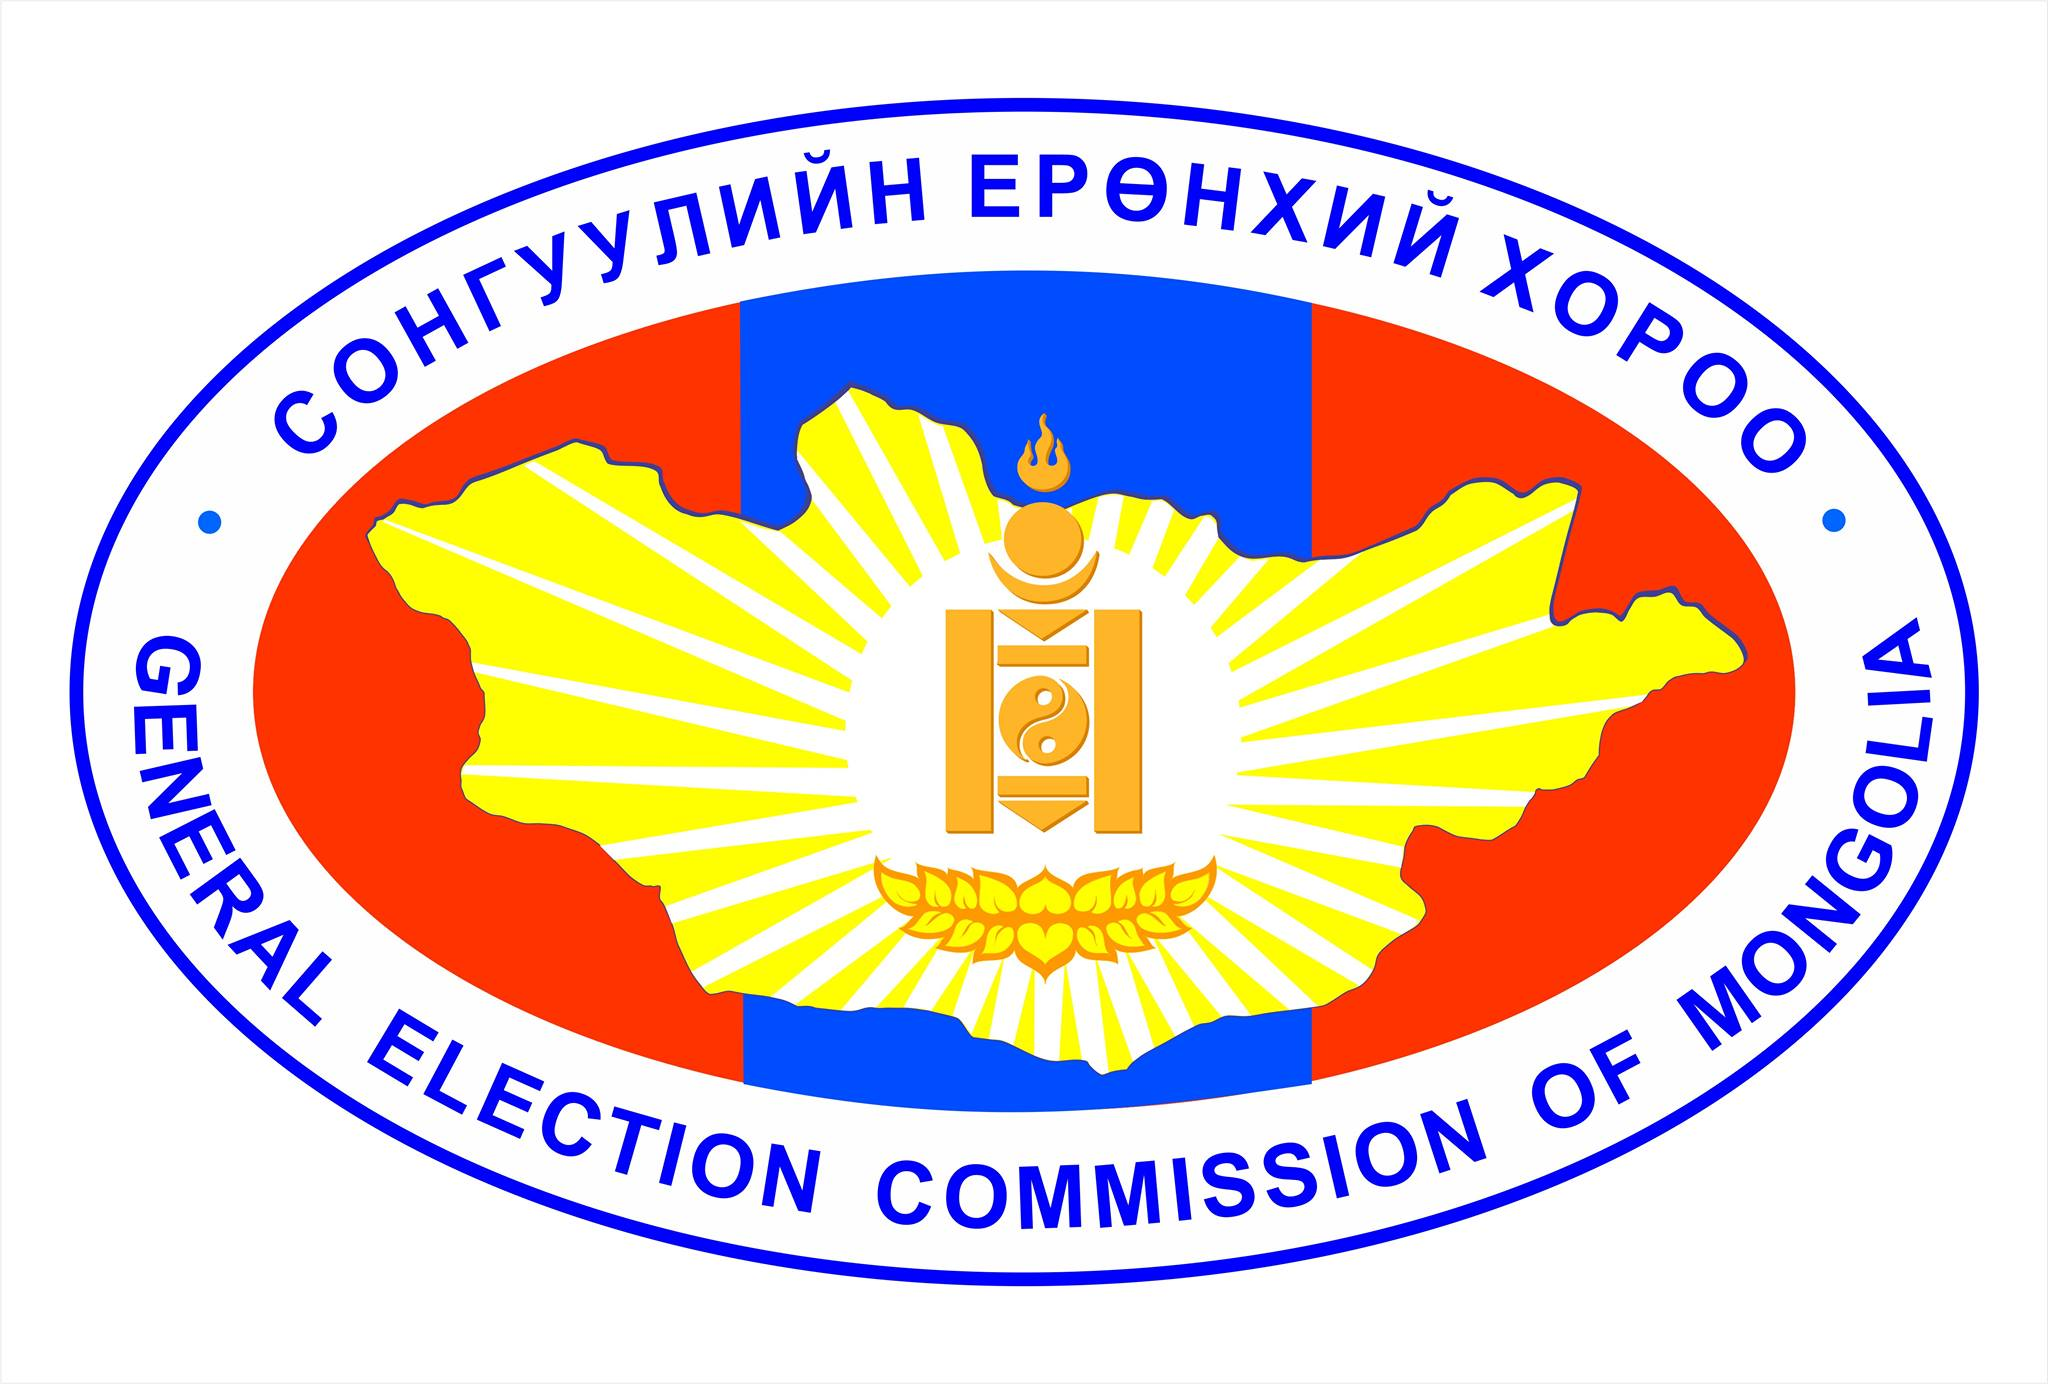 СОНГУУЛИЙН ЕРӨНХИЙ ХОРОО
GENERAL ELECTION COMMISSION OF MONGOLIA